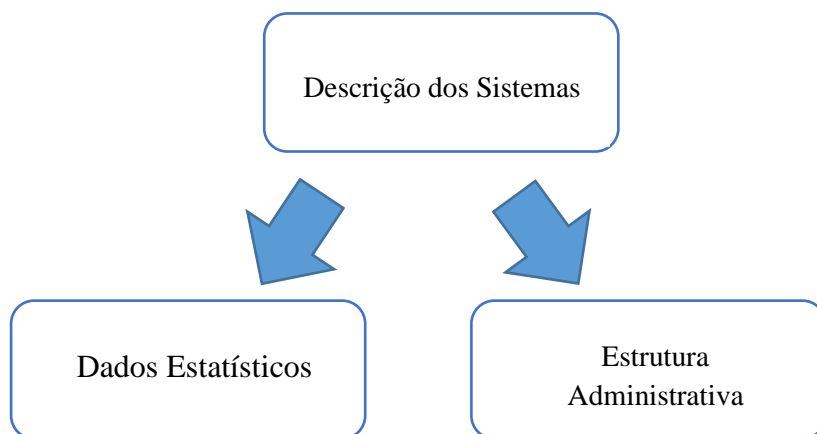 Descrição dos Sistemas
Dados Estatísticos
Estrutura
Administrativa